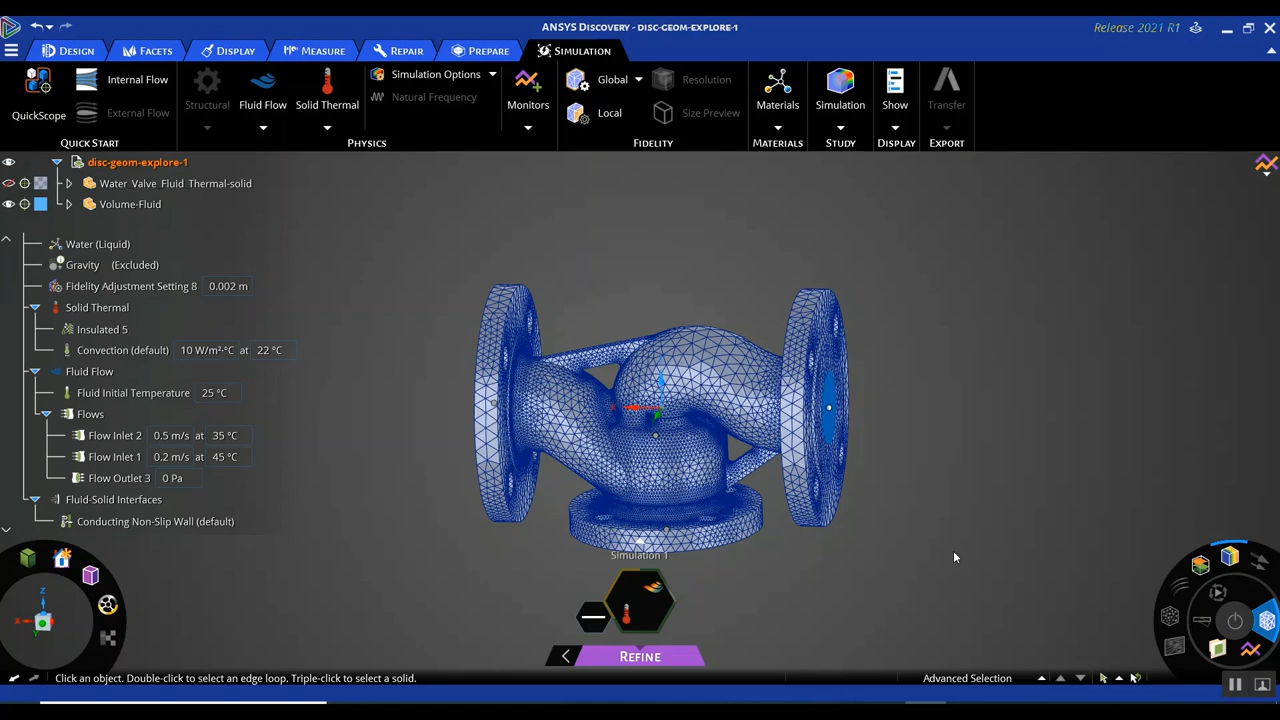 ANSYS Discovery - disc-geom-explore-1
Release 2021 R1
Design
Facets
Display
Measure
Repair
Prepare
Simulation
QuickScope
Internal Flow
External Flow
Quick Start
Structural
Fluid Flow
Solid Thermal
Simulation Options
Natural Frequency
Physics
Monitors
Global
Local
Resolution
Size Preview
Fidelity
Materials
Materials
Simulation
Study
Show
Display
Transfer
Export
disc-geom-explore-1
Water Valve Fluid Thermal-solid
Volume-Fluid
Water (Liquid)
Gravity (Excluded)
Fidelity Adjustment Setting 8 0.002 m
Solid Thermal
Insulated 5
Convection (default) 10 W/m²·°C at 22 °C
Fluid Flow
Fluid Initial Temperature 25 °C
Flows
Flow Inlet 2 0.5 m/s at 35 °C
Flow Inlet 1 0.2 m/s at 45 °C
Flow Outlet 3 0 Pa
Fluid-Solid Interfaces
Conducting Non-Slip Wall (default)
Simulation 1
Refine
Z
X
Y
X
Click an object. Double-click to select an edge loop. Triple-click to select a solid.
Advanced Selection